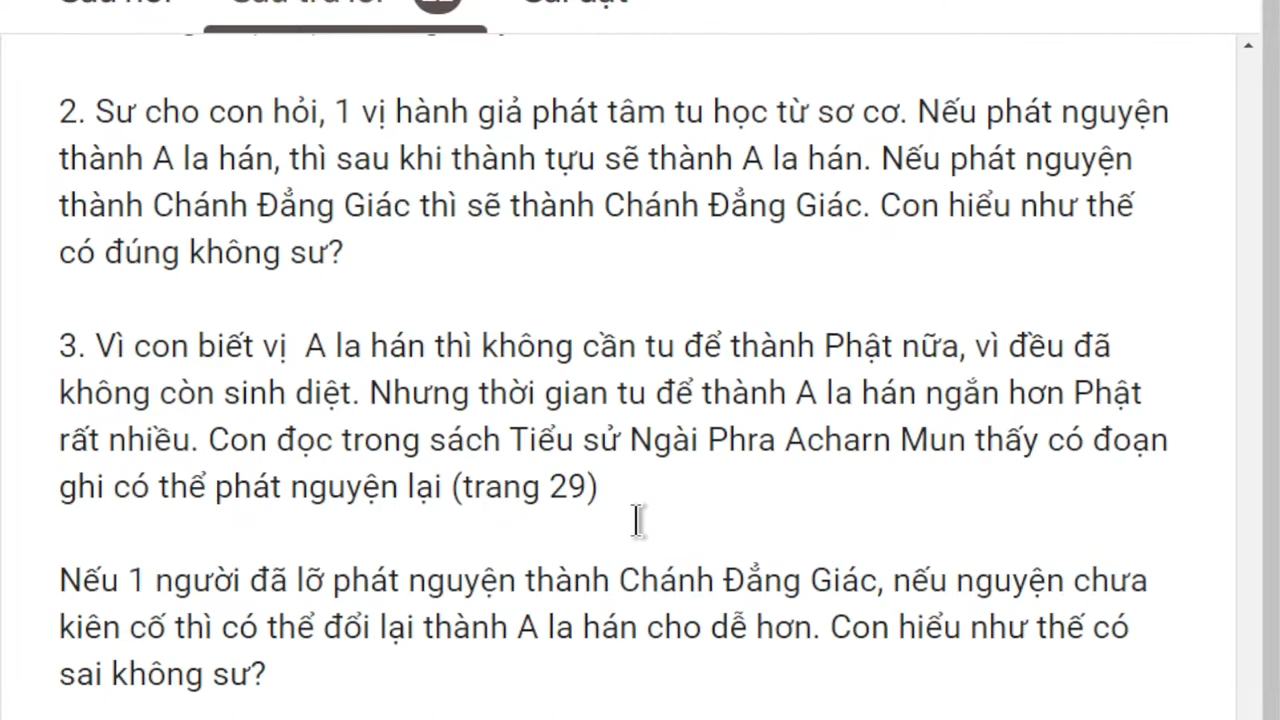 2. Sư cho con hỏi, 1 vị hành giả phát tâm tu học từ sơ cơ. Nếu phát nguyện
thành A la hán, thì sau khi thành tựu sẽ thành A la hán. Nếu phát nguyện
thành Chánh Đẳng Giác thì sẽ thành Chánh Đẳng Giác. Con hiểu như thế
có đúng không sư?
3. Vì con biết vị  A la hán thì không cần tu để thành Phật nữa, vì đều đã
không còn sinh diệt. Nhưng thời gian tu để thành A la hán ngắn hơn Phật
rất nhiều. Con đọc trong sách Tiểu sử Ngài Phra Acharn Mun thấy có đoạn
ghi có thể phát nguyện lại (trang 29)
Nếu 1 người đã lỡ phát nguyện thành Chánh Đẳng Giác, nếu nguyện chưa
kiên cố thì có thể đổi lại thành A la hán cho dễ hơn. Con hiểu như thế có
sai không sư?